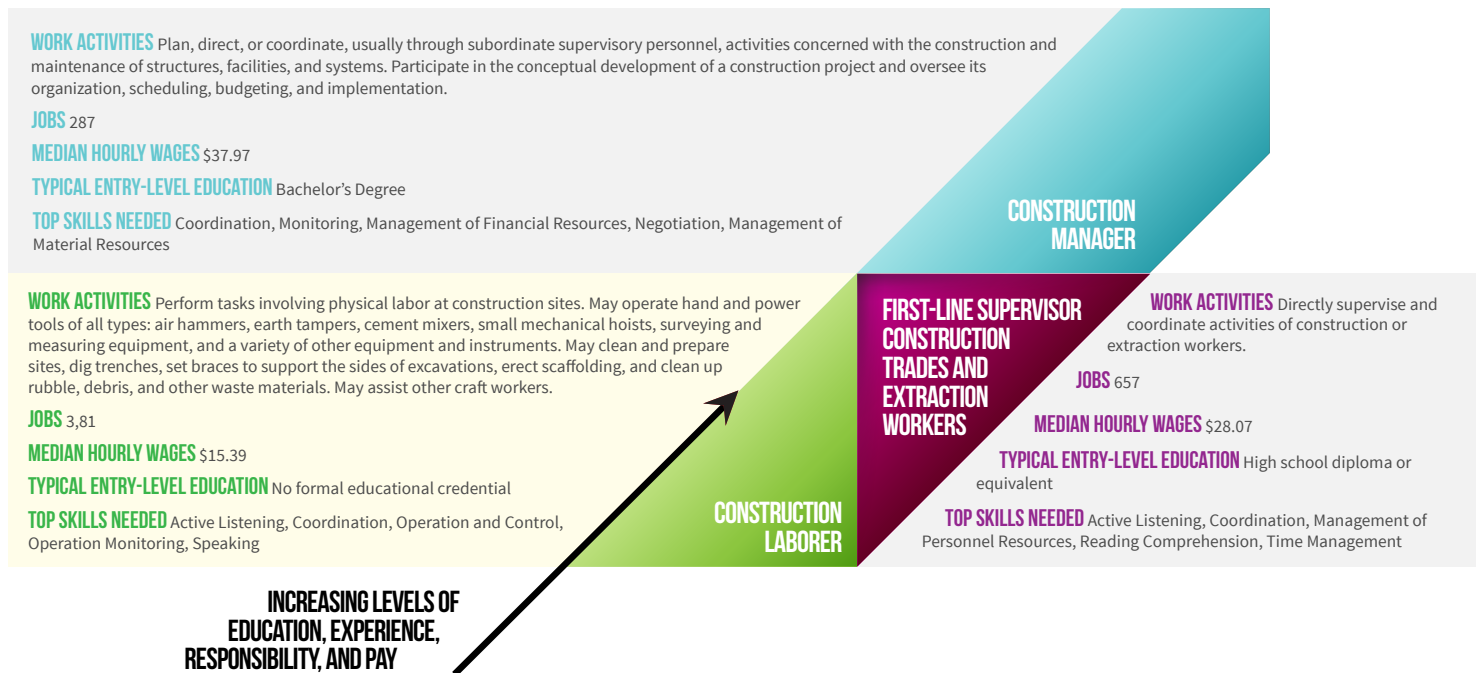 WORK ACTIVITIES Plan, direct, or coordinate, usually through subordinate supervisory personnel, activities concerned with the construction and
maintenance of structures, facilities, and systems. Participate in the conceptual development of a construction project and oversee its
organization, scheduling, budgeting, and implementation.
JOBS 287
MEDIAN HOURLY WAGES $37.97
TYPICAL ENTRY-LEVEL EDUCATION Bachelor’s Degree
TOP SKILLS NEEDED Coordination, Monitoring, Management of Financial Resources, Negotiation, Management of
Material Resources
CONSTRUCTION
MANAGER
WORK ACTIVITIES Perform tasks involving physical labor at construction sites. May operate hand and power
tools of all types: air hammers, earth tampers, cement mixers, small mechanical hoists, surveying and
measuring equipment, and a variety of other equipment and instruments. May clean and prepare
sites, dig trenches, set braces to support the sides of excavations, erect scaffolding, and clean up
rubble, debris, and other waste materials. May assist other craft workers.
JOBS 3,81
MEDIAN HOURLY WAGES $15.39
TYPICAL ENTRY-LEVEL EDUCATION No formal educational credential
TOP SKILLS NEEDED Active Listening, Coordination, Operation and Control,
Operation Monitoring, Speaking
CONSTRUCTION
LABORER
FIRST-LINE SUPERVISOR
CONSTRUCTION
TRADES AND
EXTRACTION
WORKERS
WORK ACTIVITIES Directly supervise and
coordinate activities of construction or
extraction workers.
JOBS 657
MEDIAN HOURLY WAGES $28.07
TYPICAL ENTRY-LEVEL EDUCATION High school diploma or
equivalent
TOP SKILLS NEEDED Active Listening, Coordination, Management of
Personnel Resources, Reading Comprehension, Time Management
INCREASING LEVELS OF
EDUCATION, EXPERIENCE,
RESPONSIBILITY, AND PAY